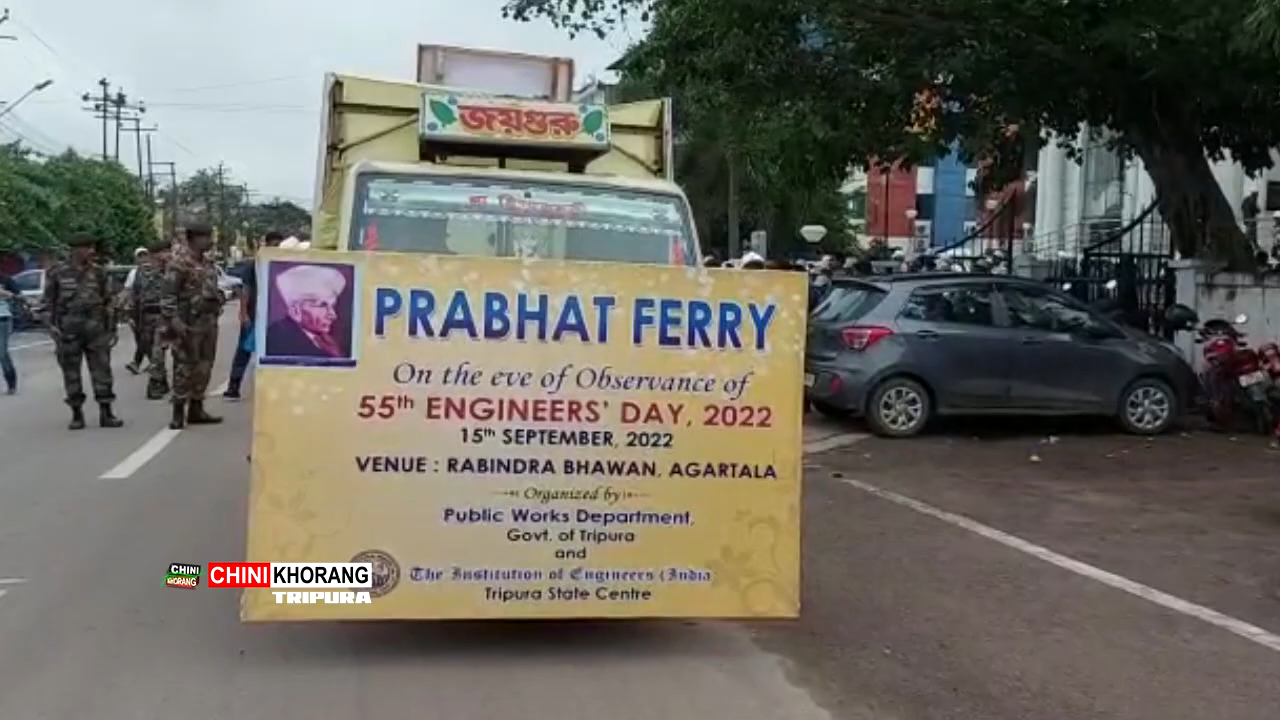 জয়গুরু
PRABHAT FERRY
On the eve of Observance of
55th ENGINEERS' DAY, 2022
15th SEPTEMBER, 2022
VENUE : RABINDRA BHAWAN, AGARTALA
Organized by
Public Works Department,
Govt. of Tripura
and
The Institution of Engineers (India)
Tripura State Centre
CHINI
KHORANG
CHINI KHORANG
TRIPURA